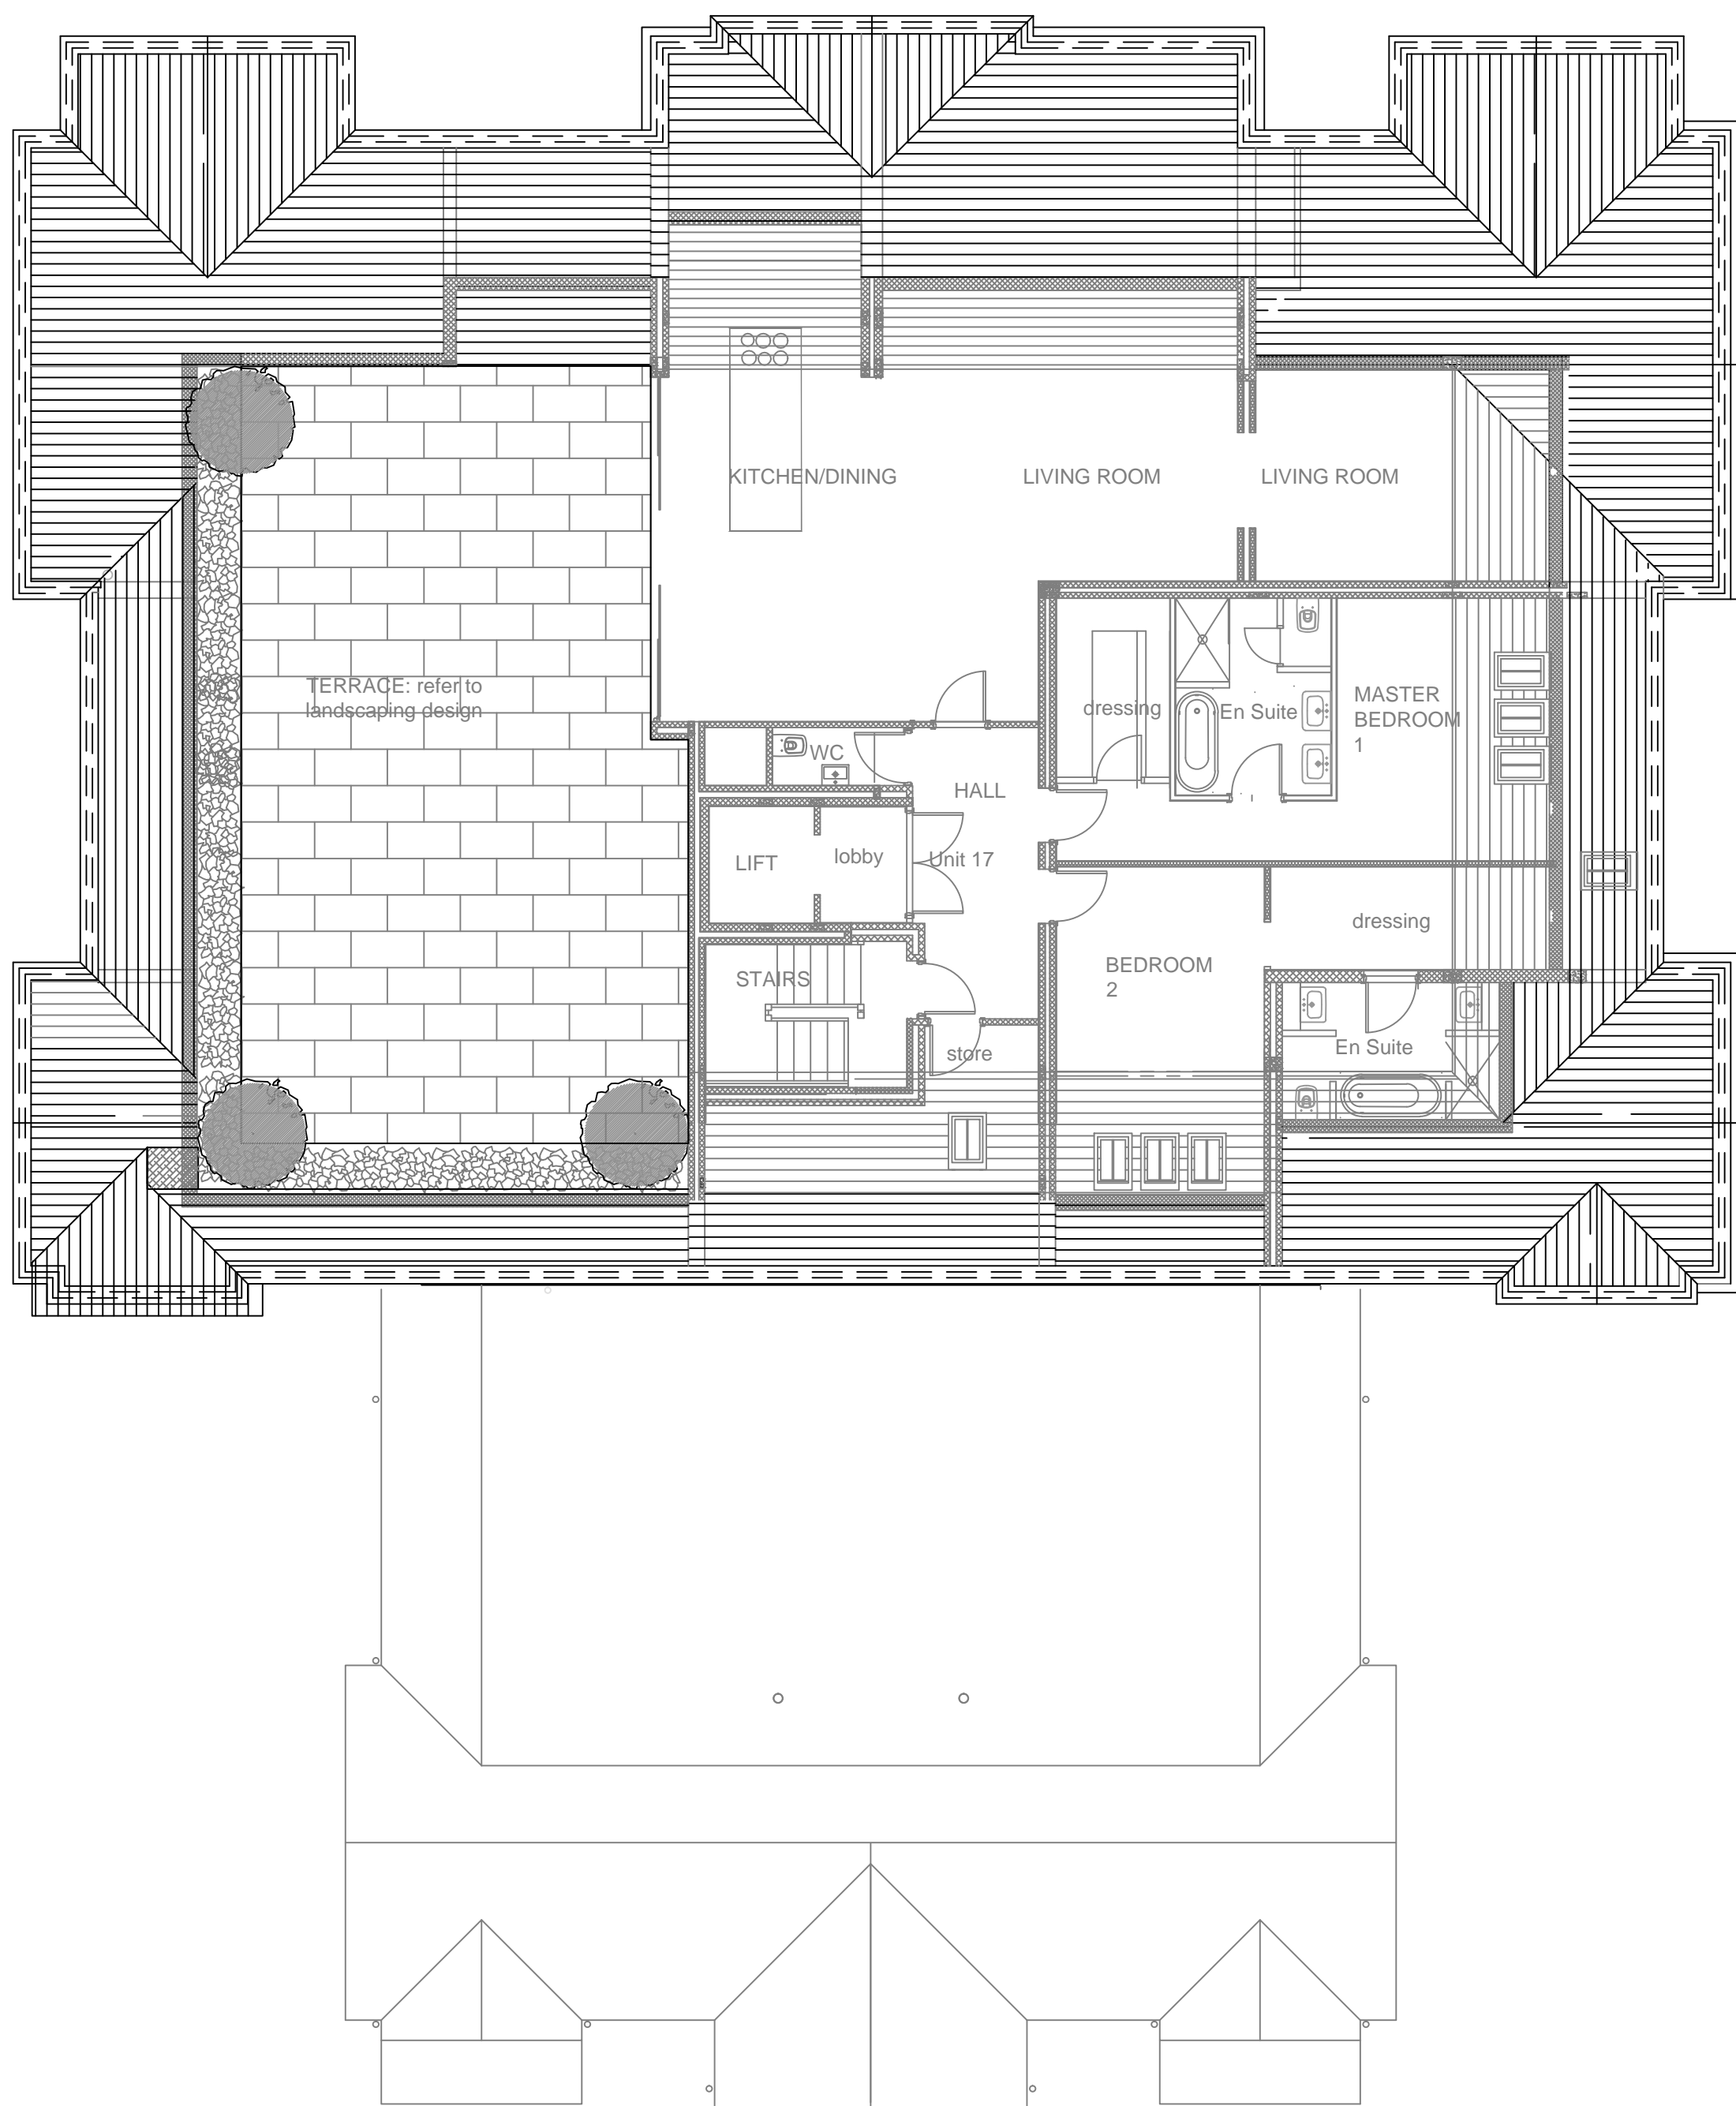 KITCHEN/DINING
LIVING ROOM
LIVING ROOM
TERRACE: refer to
landscaping design
dressing
En Suite
MASTER
BEDROOM
1
WC
HALL
LIFT
lobby
Unit 17
dressing
STAIRS
BEDROOM
2
store
En Suite